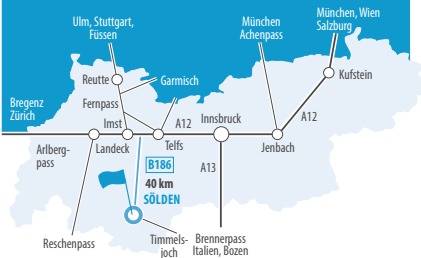 Ulm, Stuttgart,
Füssen
München
Achenpass
München, Wien
Salzburg
Reutte
Garmisch
Kufstein
Fernpass
Bregenz
Zürich
Imst
A12
Innsbruck
A12
Arlberg-
pass
Landeck
Telfs
Jenbach
B186
A13
40 km
SÖLDEN
Reschenpass
Timmels-
joch
Brennerpass
Italien, Bozen